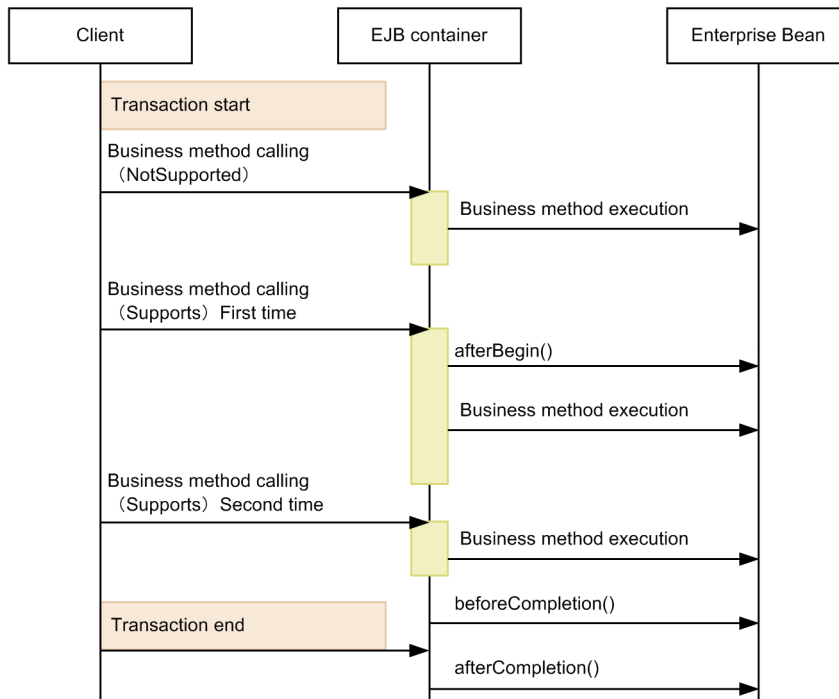 Client
EJB container
Enterprise Bean
Transaction start
Business method calling
（NotSupported）
Business method execution
Business method calling
（Supports）First time
afterBegin()
Business method execution
Business method calling
（Supports）Second time
Business method execution
beforeCompletion()
Transaction end
afterCompletion()